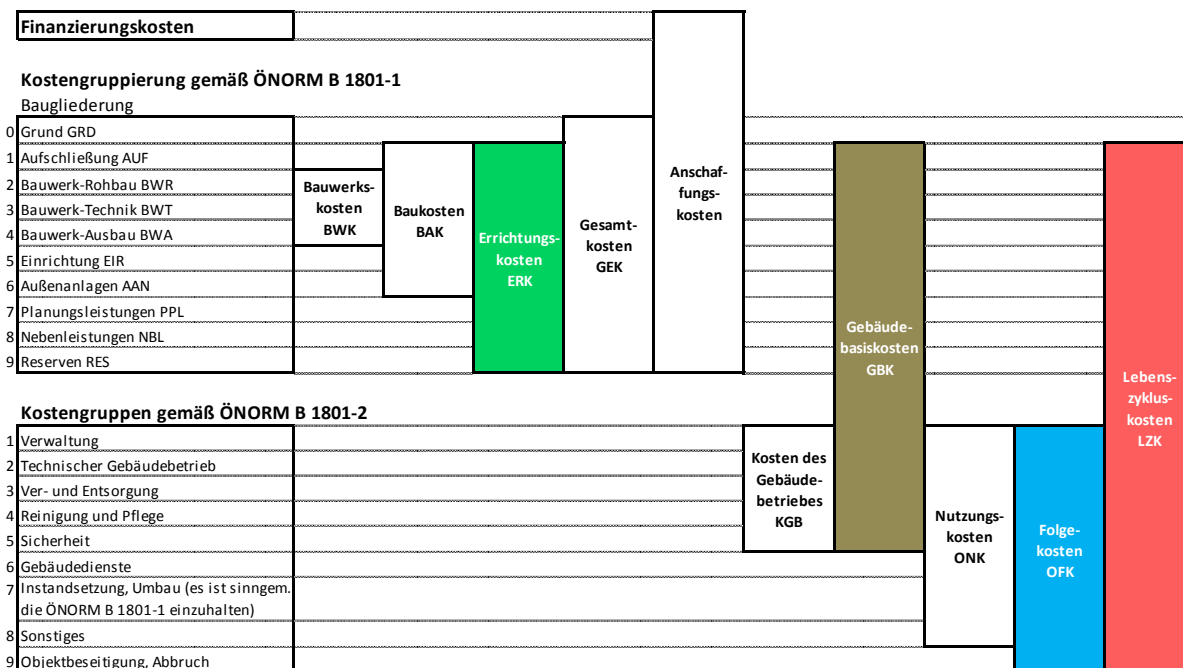 Finanzierungskosten
Kostengruppierung gemäß ÖNORM B 1801-1
Baugliederung
0 Grund GRD
1 Aufschließung AUF
2 Bauwerk-Rohbau BWR
3 Bauwerk-Technik BWT
4 Bauwerk-Ausbau BWA
5 Einrichtung EIR
6 Außenanlagen AAN
7 Planungsleistungen PPL
8 Nebenleistungen NBL
9 Reserven RES
Bauwerks-
kosten
BWK
Baukosten
BAK
Errichtungs-
kosten
ERK
Gesamt-
kosten
GEK
Anschaf-
fungs-
kosten
Gebäude-
basiskosten
GBK
Lebens-
zyklus-
kosten
LZK
Kostengruppen gemäß ÖNORM B 1801-2
1 Verwaltung
2 Technischer Gebäudebetrieb
3 Ver- und Entsorgung
4 Reinigung und Pflege
5 Sicherheit
6 Gebäudedienste
7 Instandsetzung, Umbau (es ist sinngem.
die ÖNORM B 1801-1 einzuhalten)
8 Sonstiges
9 Objektbeseitigung, Abbruch
Kosten des
Gebäude-
betriebes
KGB
Nutzungs-
kosten
ONK
Folge-
kosten
OFK